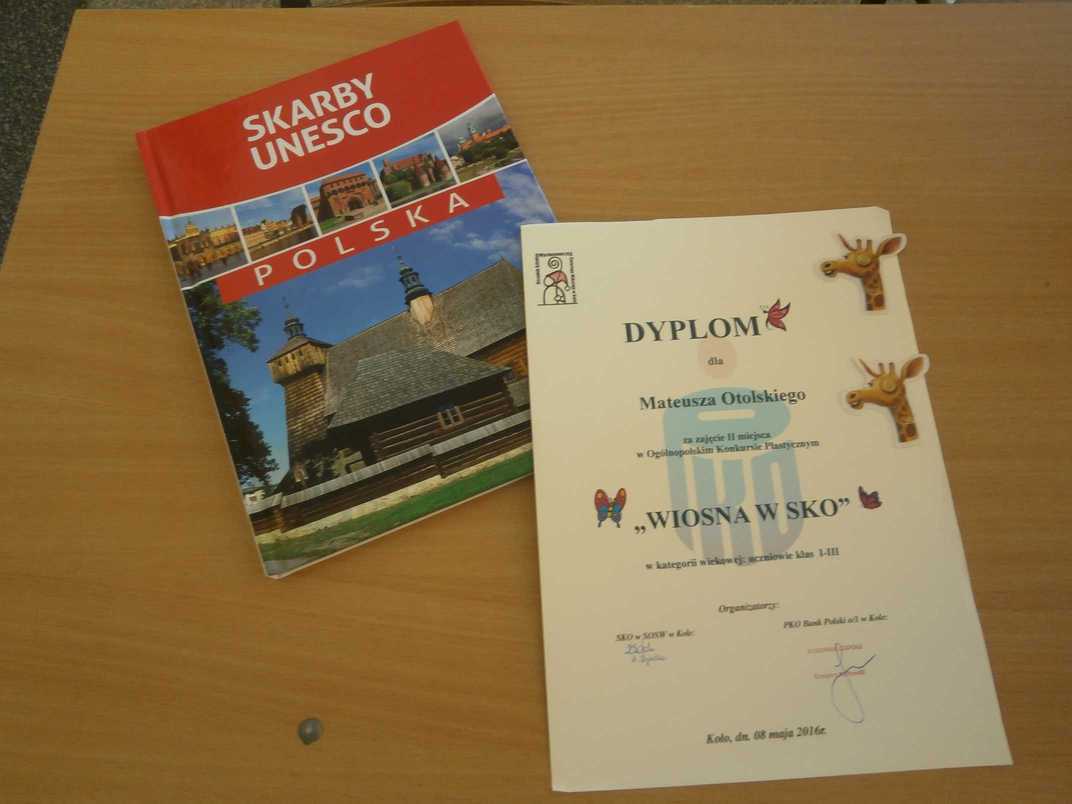 SKARBY
UNESCO
POLSKA
DYPLOM
dla
Mateusza Otolskiego
za zajęcie II miejsca
w Ogólnopolskim Konkursie Plastycznym
„WIOSNA W SKO”
w kategorii wiekowej: uczniowie klas I-III
Organizatorzy:
SKO w SOSW w Kole:
PKO Bank Polski o/1 w Kole:
Koło, dn. 08 maja 2016r.